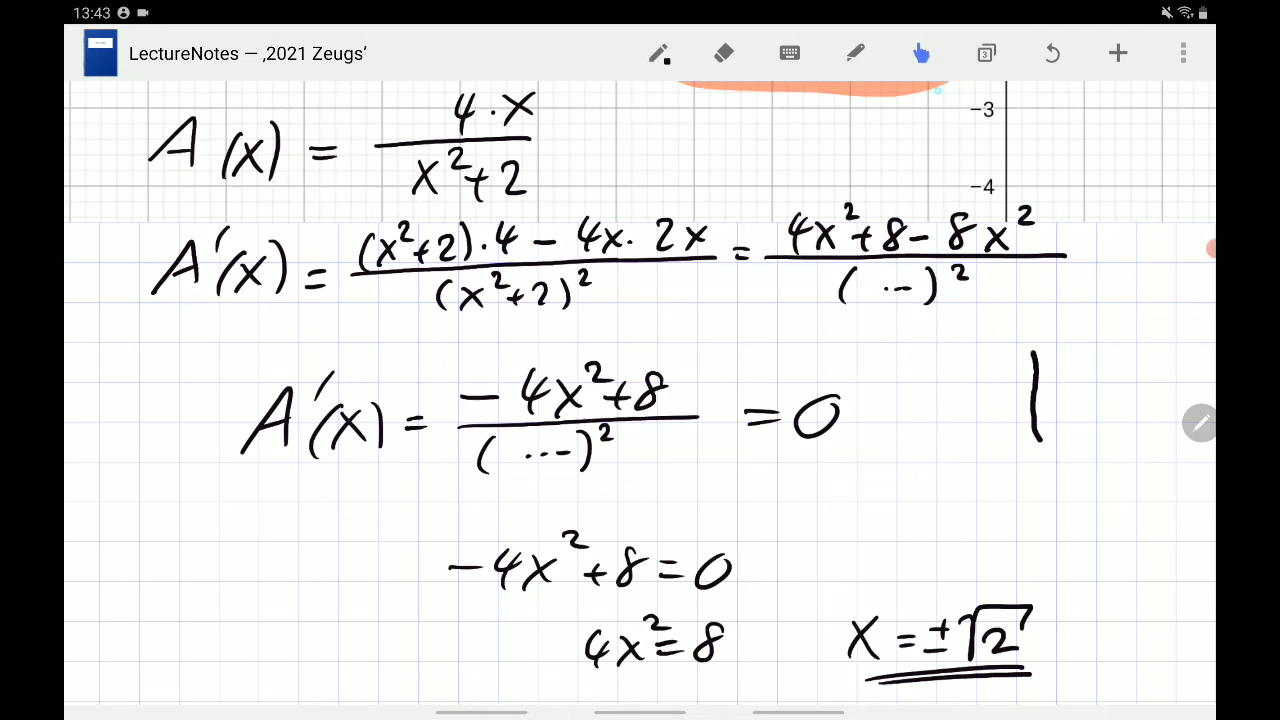 13:43
LectureNotes — ‚2021 Zeugs’
3
-3
-4
A(x) = 4·x / x²+2
A'(x) = (x²+2)·4 - 4x·2x / (x²+2)² = 4x²+8-8x² / (···)²
A'(x) = -4x²+8 / (···)² = 0 |
-4x²+8=0
4x²=8 x=±√2